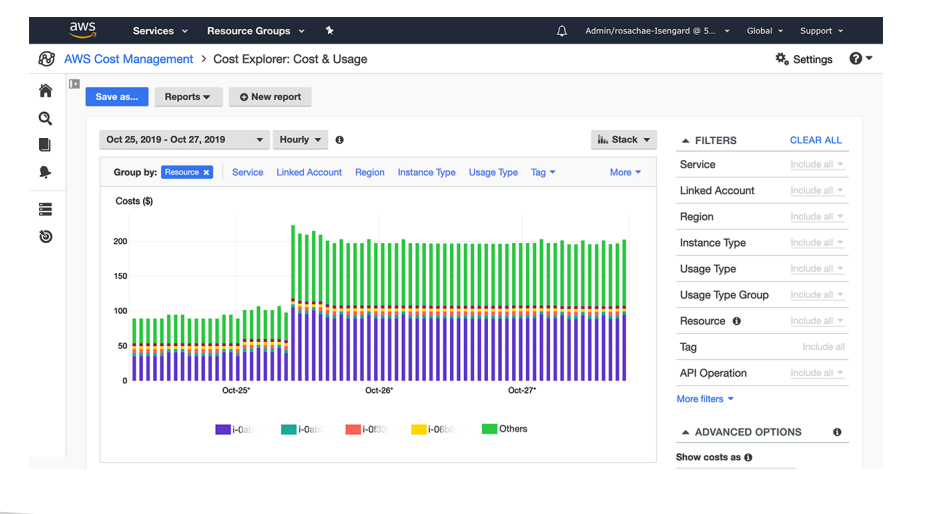 aws Services Resource Groups Admin/rosachae-Isengard @ 5... Global Support
AWS Cost Management > Cost Explorer: Cost & Usage Settings
Save as... Reports New report
Oct 25, 2019 - Oct 27, 2019 Hourly Stack
Group by: Resource × Service Linked Account Region Instance Type Usage Type Tag More
Costs ($)
200
150
100
50
0
Oct-25* Oct-26* Oct-27*
i-0ab i-0ab i-0f33 i-06b Others
FILTERS CLEAR ALL
Service Include all
Linked Account Include all
Region Include all
Instance Type Include all
Usage Type Include all
Usage Type Group Include all
Resource Include all
Tag Include all
API Operation Include all
More filters
ADVANCED OPTIONS
Show costs as